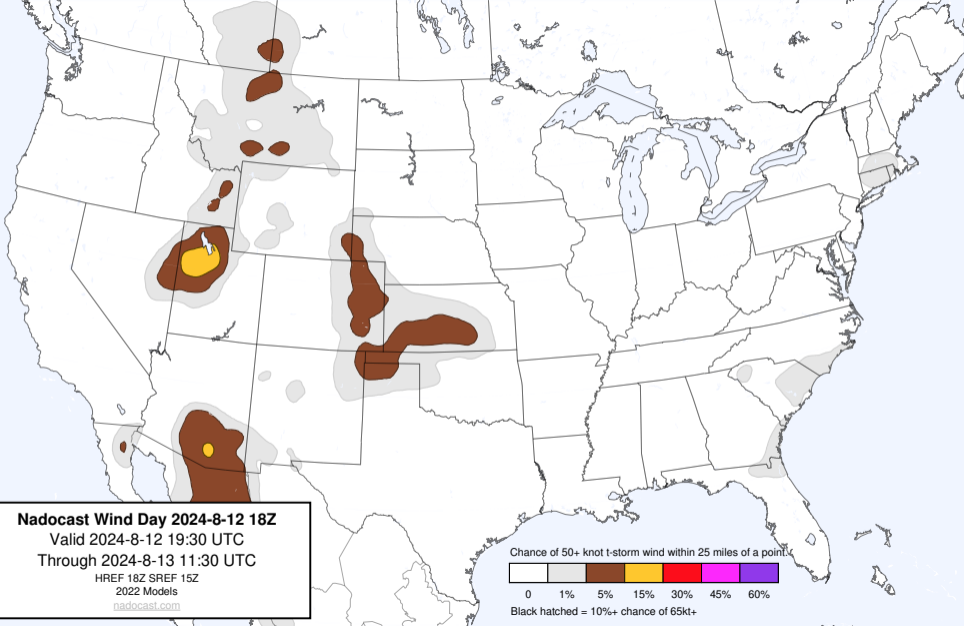 Nadocast Wind Day 2024-8-12 18Z
Valid 2024-8-12 19:30 UTC
Through 2024-8-13 11:30 UTC
HREF 18Z SREF 15Z
2022 Models
nadocast.com
Chance of 50+ knot t-storm wind within 25 miles of a point.
0 1% 5% 15% 30% 45% 60%
Black hatched = 10%+ chance of 65kt+